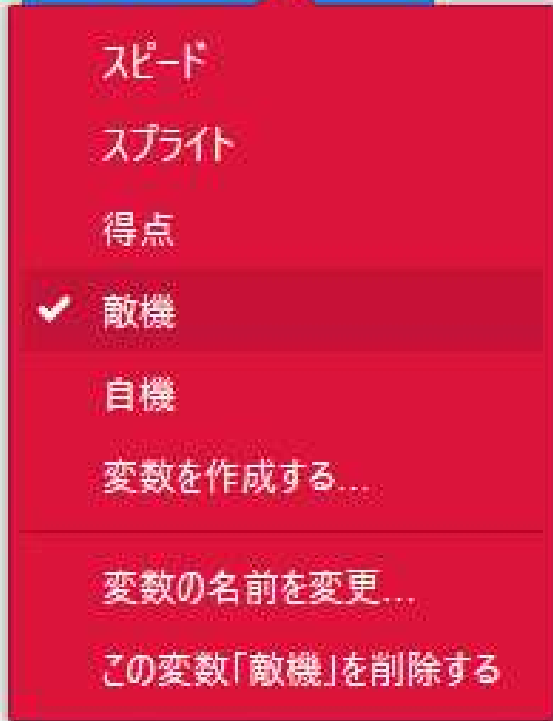 スピード
スプライト
得点
敵機
自機
変数を作成する...
変数の名前を変更...
この変数「敵機」を削除する